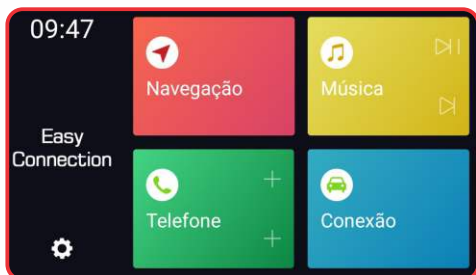 09:47
Easy
Connection
Navegação
Música
Telefone
Conexão